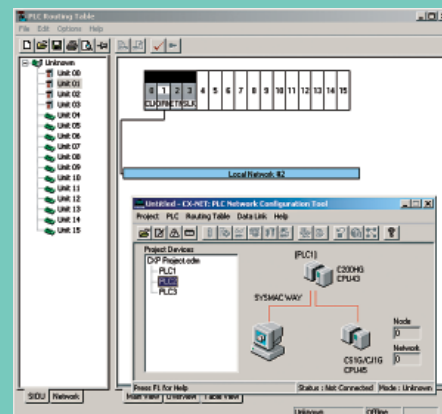 PLC Routing Table
File Edit Options Help
Unknown
Unit 00
Unit 01
Unit 02
Unit 03
Unit 04
Unit 05
Unit 06
Unit 07
Unit 08
Unit 09
Unit 10
Unit 11
Unit 12
Unit 13
Unit 14
Unit 15
SIOU Network
0 1 2 3 4 5 6 7 8 9 10 11 12 13 14 15
Local Network #2
Untitled - CX-NET: PLC Network Configuration Tool
Project PLC Routing Table Data Link Help
Project Devices
CXP Project.cdm
PLC1
PLC2
PLC3
(PLC1)
C200HG
CPU43
SYSMAC WAY
CS1G/CJ1G
CPU45
Node
0
Network
0
Press F1 for Help
Status : Not Connected
Mode : Unknown
Main View Overview Table View
Unknown
Offline